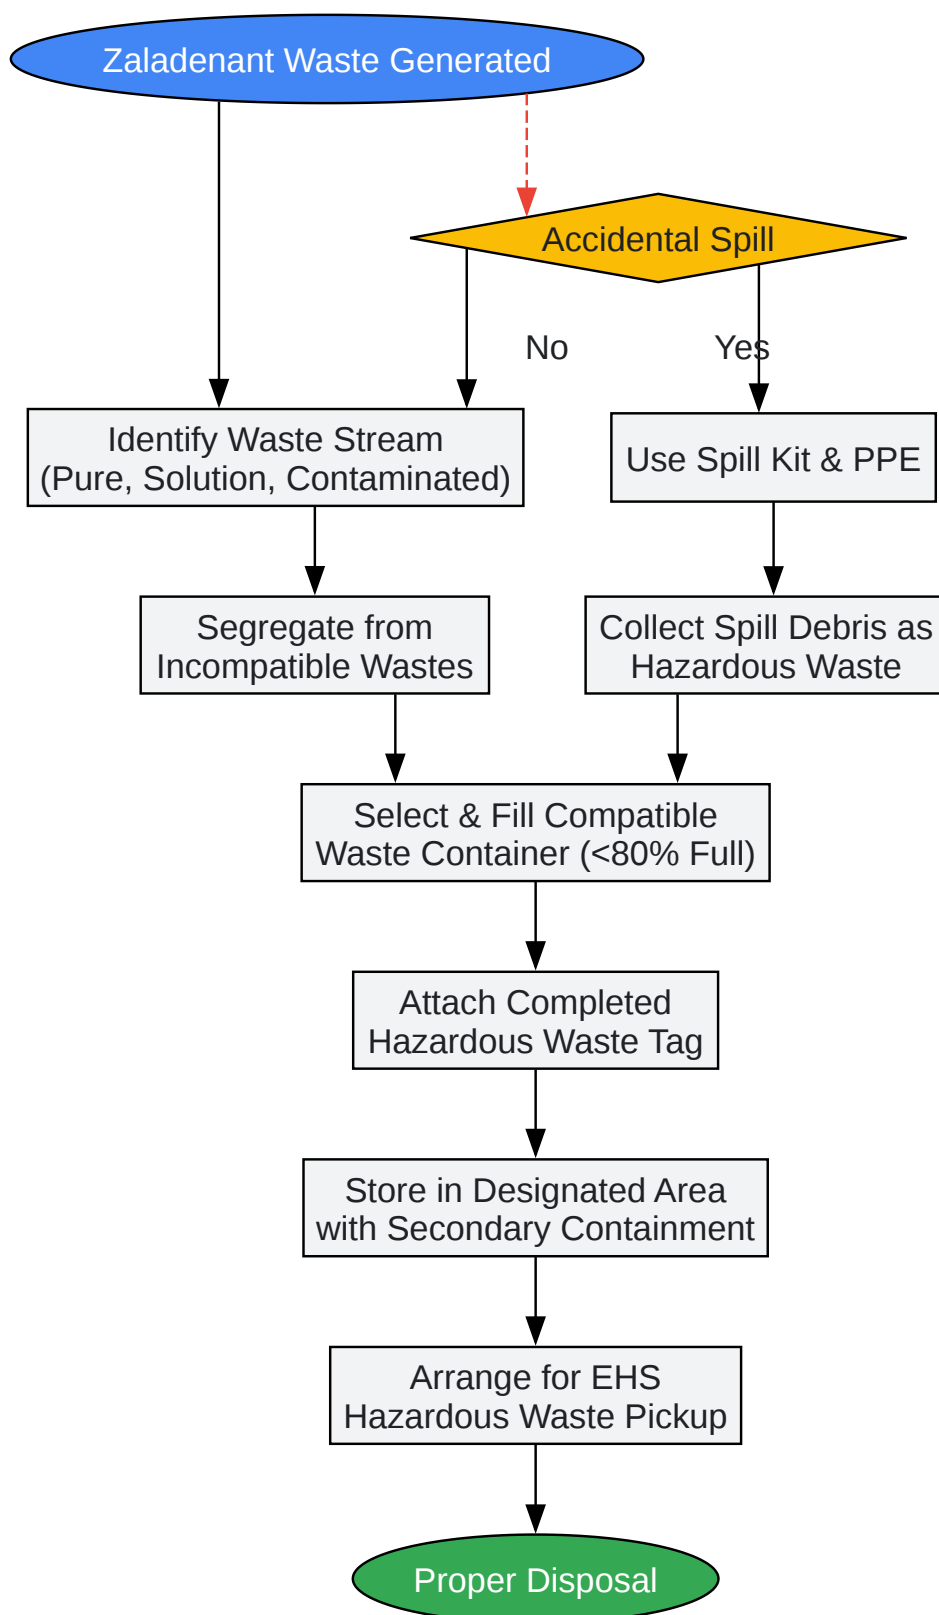 Zaladenant Waste Generated
Accidental Spill
No
Yes
Identify Waste Stream
(Pure, Solution, Contaminated)
Use Spill Kit & PPE
Segregate from
Incompatible Wastes
Collect Spill Debris as
Hazardous Waste
Select & Fill Compatible
Waste Container (<80% Full)
Attach Completed
Hazardous Waste Tag
Store in Designated Area
with Secondary Containment
Arrange for EHS
Hazardous Waste Pickup
Proper Disposal